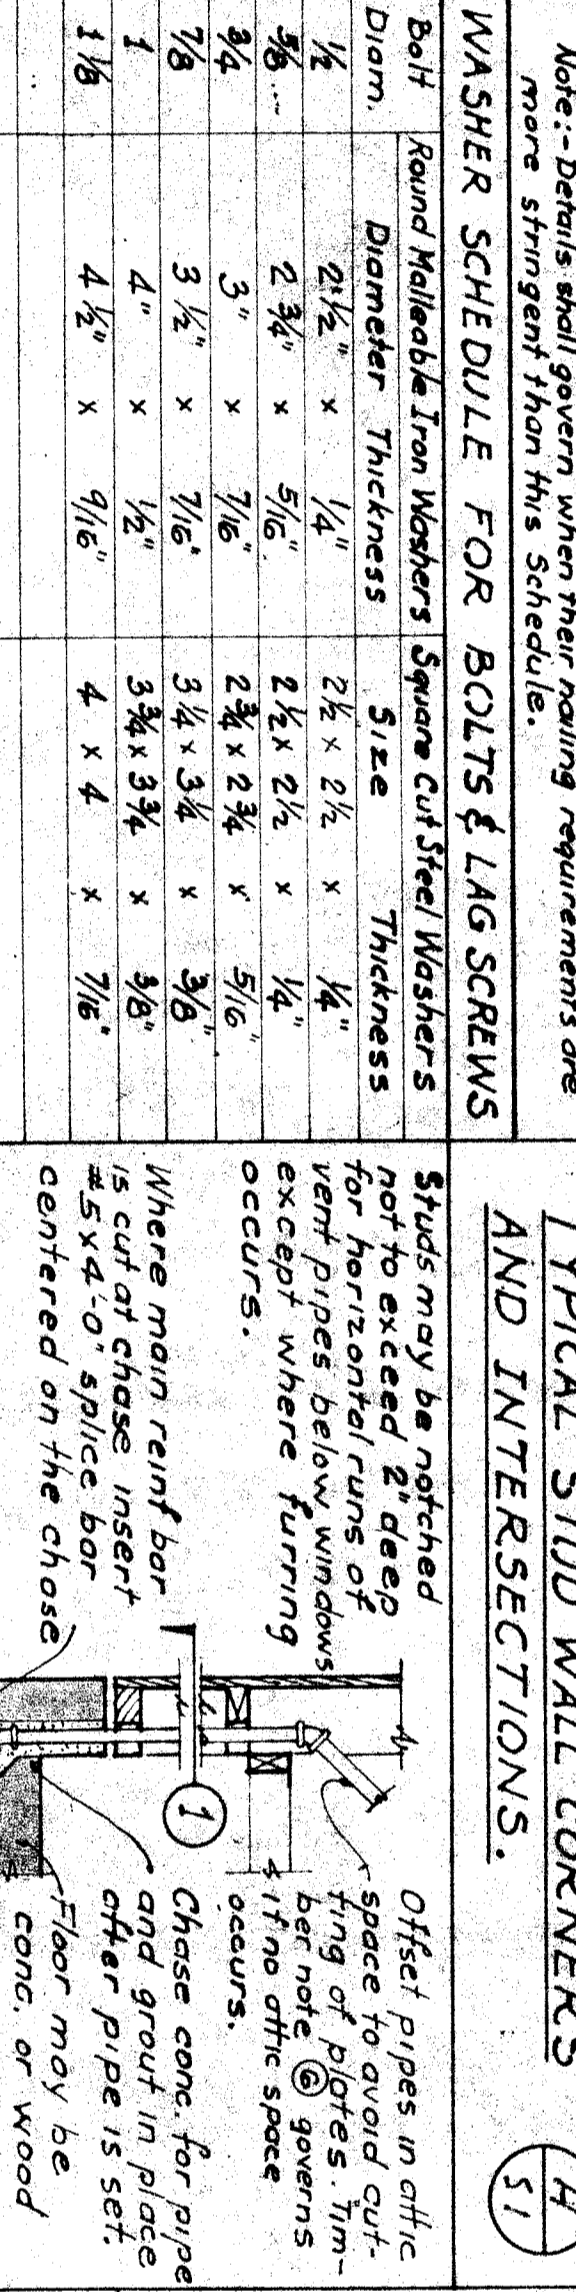 Note:- Details shall govern when their nailing requirements are
more stringent than this Schedule.
WASHER SCHEDULE FOR BOLTS & LAG SCREWS
Bolt Diam. Round Malleable Iron Washers Square Cut Steel Washers
Diameter Thickness Size Thickness
1/2 2 1/2" x 1/4" 2 1/2 x 2 1/2 x 1/4"
5/8 ... 2 3/4" x 5/16" 2 1/2 x 2 1/2 x 1/4"
3/4 3" x 7/16" 2 3/4 x 2 3/4 x 5/16"
7/8 3 1/2" x 7/16" 3 1/4 x 3 1/4 x 3/8"
1 4" x 1/2" 3 3/4 x 3 3/4 x 3/8"
1 1/8 4 1/2" x 9/16" 4 x 4 x 7/16"
TYPICAL STUD WALL CORNERS
AND INTERSECTIONS.
H
S1
Studs may be notched
not to exceed 2" deep
for horizontal runs of
vent pipes below windows
except where furring
occurs.
Where main reinf bar
is cut at chase insert
#5x4'-0" splice bar
centered on the chase
1
Offset pipes in attic
space to avoid cut-
ting of plates. Tim-
ber note 6 governs
if no attic space
occurs.
Chase conc. for pipe
and grout in place
after pipe is set.
Floor may be
conc. or wood